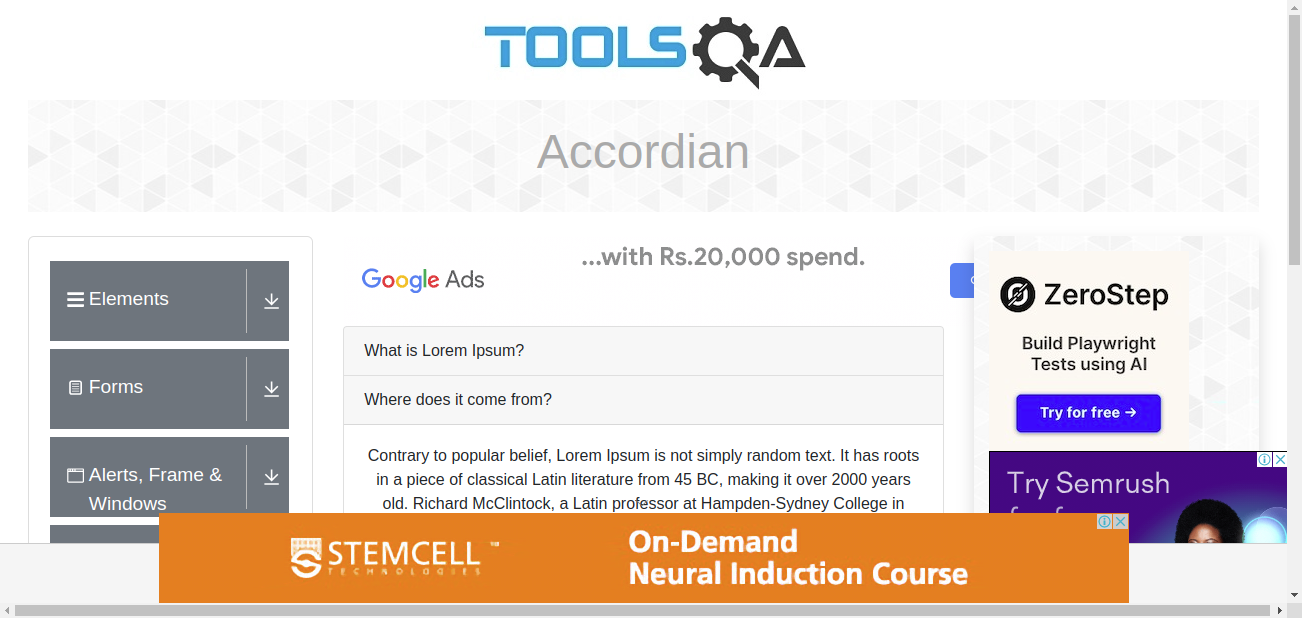 TOOLSQA
Accordian
Elements
Forms
Alerts, Frame &
Windows
...with Rs.20,000 spend.
Google Ads
What is Lorem Ipsum?
Where does it come from?
Contrary to popular belief, Lorem Ipsum is not simply random text. It has roots
in a piece of classical Latin literature from 45 BC, making it over 2000 years
old. Richard McClintock, a Latin professor at Hampden-Sydney College in
ZeroStep
Build Playwright
Tests using AI
Try for free →
Try Semrush
STEMCELL™
TECHNOLOGIES
On-Demand
Neural Induction Course